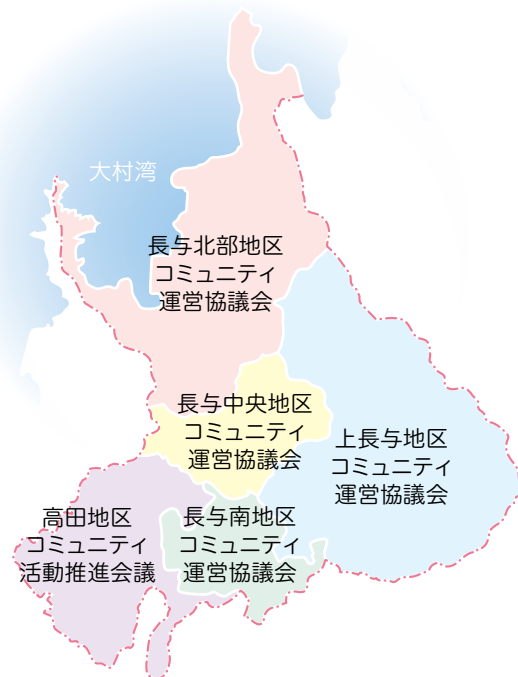 大村湾
長与北部地区
コミュニティ
運営協議会
長与中央地区
コミュニティ
運営協議会
上長与地区
コミュニティ
運営協議会
高田地区
コミュニティ
活動推進会議
長与南地区
コミュニティ
運営協議会